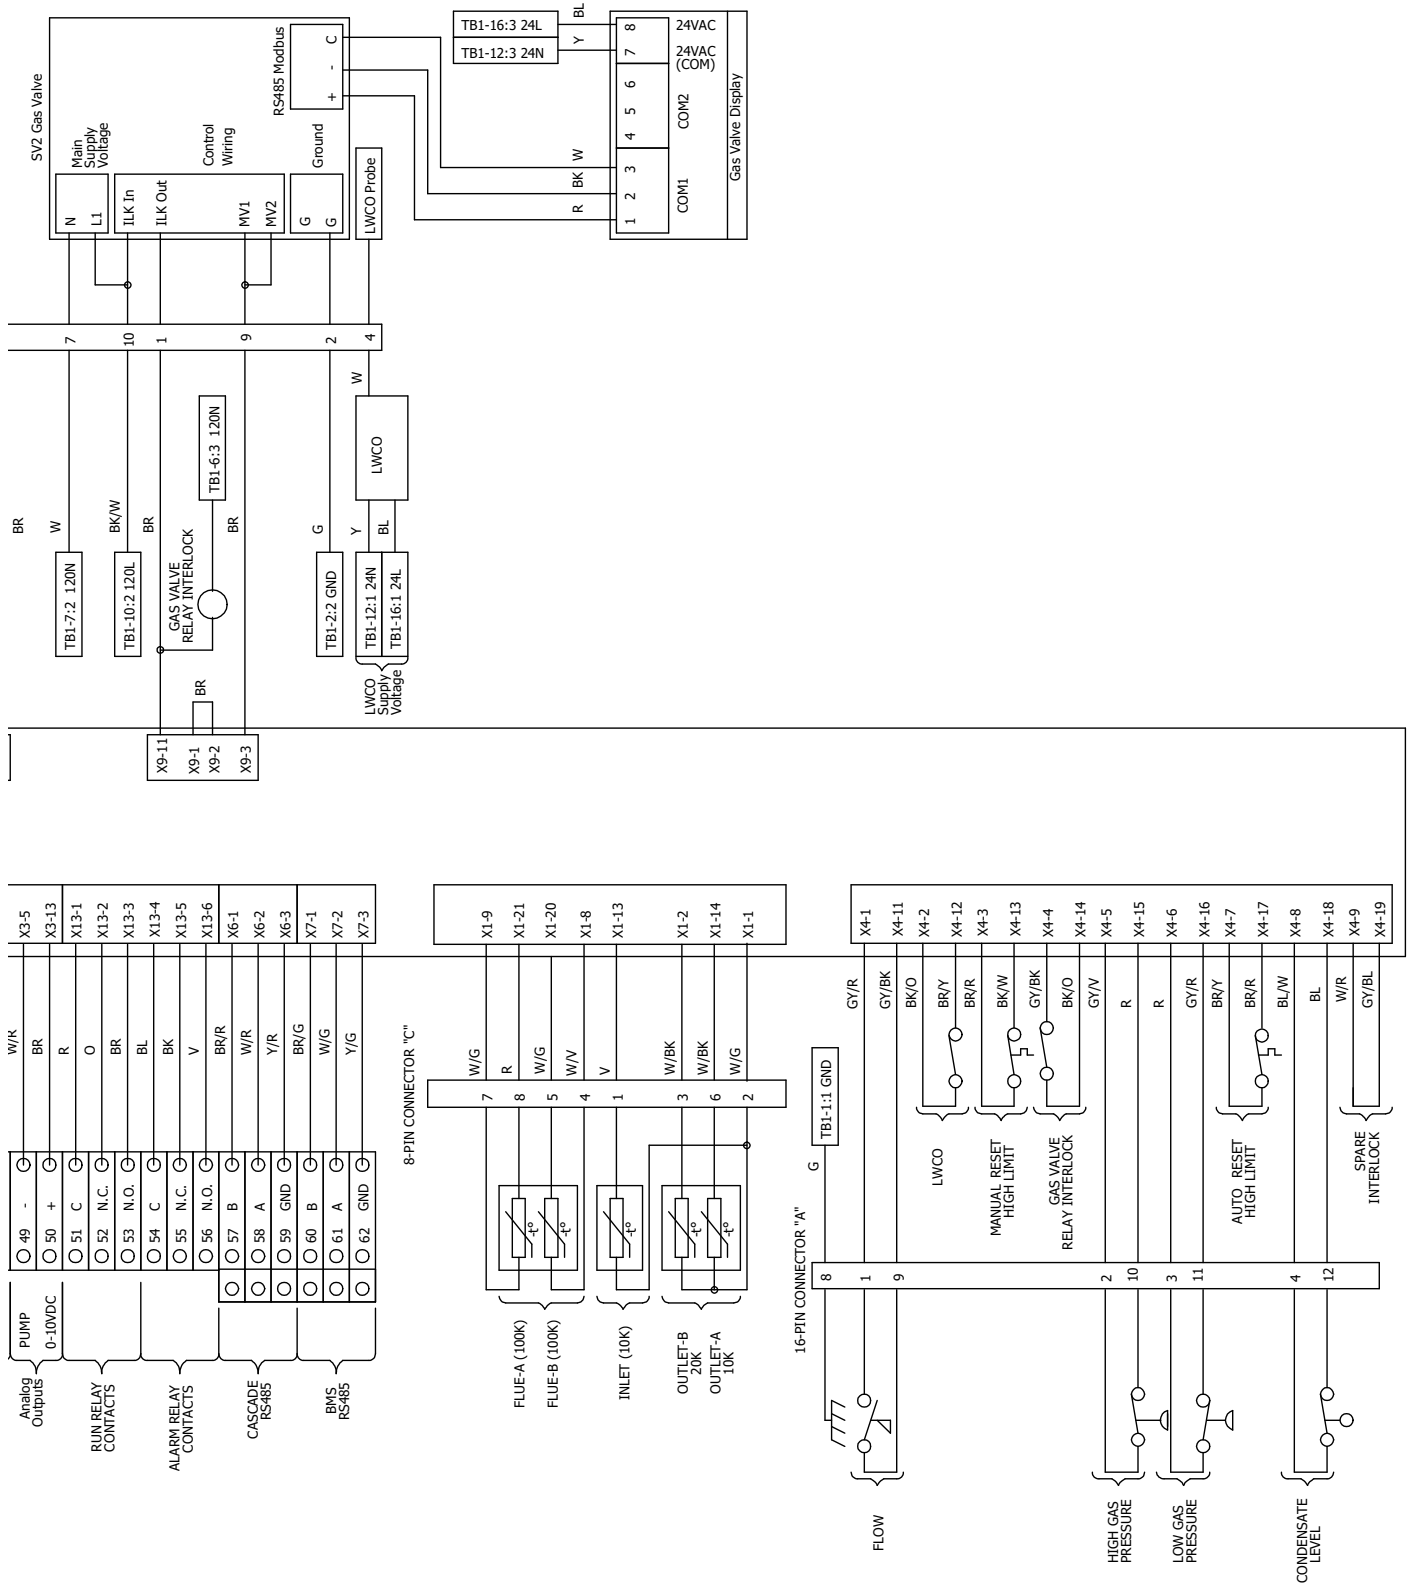 SV2 Gas Valve
Main
Supply
Voltage
N
L1
ILK In
ILK Out
Control
Wiring
MV1
MV2
Ground
G
G
RS485 Modbus
C
-
+
LWCO Probe
TB1-16:3 24L
TB1-12:3 24N
BL
Y
8
7
6
5
4
3
2
1
24VAC
24VAC
(COM)
COM2
COM1
Gas Valve Display
W
BK
R
7
10
1
9
2
4
BR
W
BK/W
BR
BR
G
W
Y
BL
LWCO
TB1-7:2 120N
TB1-10:2 120L
GAS VALVE
RELAY INTERLOCK
TB1-6:3 120N
TB1-2:2 GND
TB1-12:1 24N
TB1-16:1 24L
LWCO
Supply
Voltage
BR
X9-11
X9-1
X9-2
X9-3
X3-5
X3-13
X13-1
X13-2
X13-3
X13-4
X13-5
X13-6
X6-1
X6-2
X6-3
X7-1
X7-2
X7-3
W/R
BR
R
O
BR
BL
BK
V
BR/R
W/R
Y/R
BR/G
W/G
Y/G
49 -
50 +
51 C
52 N.C.
53 N.O.
54 C
55 N.C.
56 N.O.
57 B
58 A
59 GND
60 B
61 A
62 GND
PUMP
0-10VDC
Analog
Outputs
RUN RELAY
CONTACTS
ALARM RELAY
CONTACTS
CASCADE
RS485
BMS
RS485
8-PIN CONNECTOR "C"
X1-9
X1-21
X1-20
X1-8
X1-13
X1-2
X1-14
X1-1
W/G
R
W/G
W/V
V
W/BK
W/BK
W/G
7
8
5
4
1
3
6
2
-t°
-t°
-t°
-t°
-t°
FLUE-A (100K)
FLUE-B (100K)
INLET (10K)
OUTLET-B
20K
OUTLET-A
10K
X4-1
X4-11
X4-2
X4-12
X4-3
X4-13
X4-4
X4-14
X4-5
X4-15
X4-6
X4-16
X4-7
X4-17
X4-8
X4-18
X4-9
X4-19
GY/R
GY/BK
BK/O
BR/Y
BR/R
BK/W
GY/BK
BK/O
GY/V
R
R
GY/R
BR/Y
BR/R
BL/W
BL
W/R
GY/BL
TB1-1:1 GND
G
LWCO
MANUAL RESET
HIGH LIMIT
GAS VALVE
RELAY INTERLOCK
AUTO RESET
HIGH LIMIT
SPARE
INTERLOCK
16-PIN CONNECTOR "A"
8
1
9
2
10
3
11
4
12
FLOW
HIGH GAS
PRESSURE
LOW GAS
PRESSURE
CONDENSATE
LEVEL